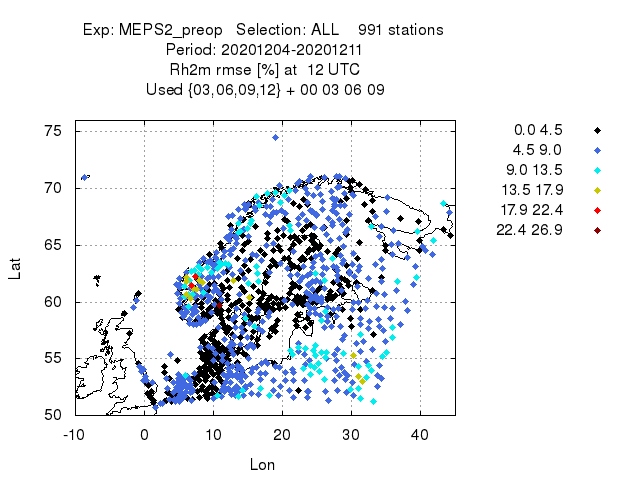 Exp: MEPS2_preop   Selection: ALL    991 stations
Period: 20201204-20201211
Rh2m rmse [%] at  12 UTC
Used {03,06,09,12} + 00 03 06 09
0.0 4.5
4.5 9.0
9.0 13.5
13.5 17.9
17.9 22.4
22.4 26.9
75
70
65
60
55
50
Lat
-10 0 10 20 30 40
Lon